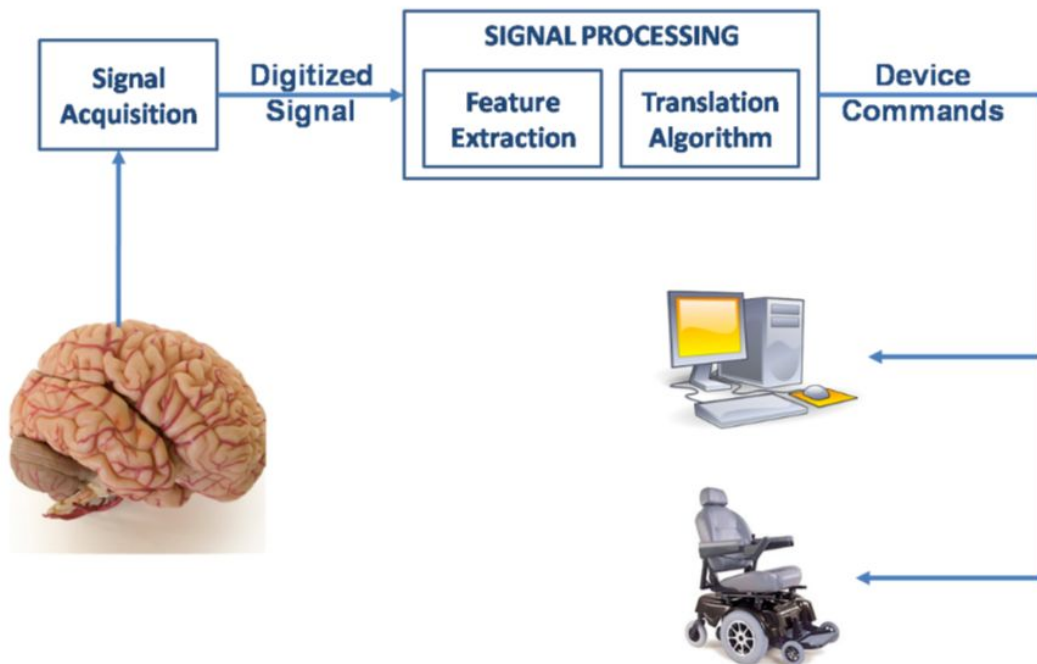 Signal
Acquisition
Digitized
Signal
SIGNAL PROCESSING
Feature
Extraction
Translation
Algorithm
Device
Commands